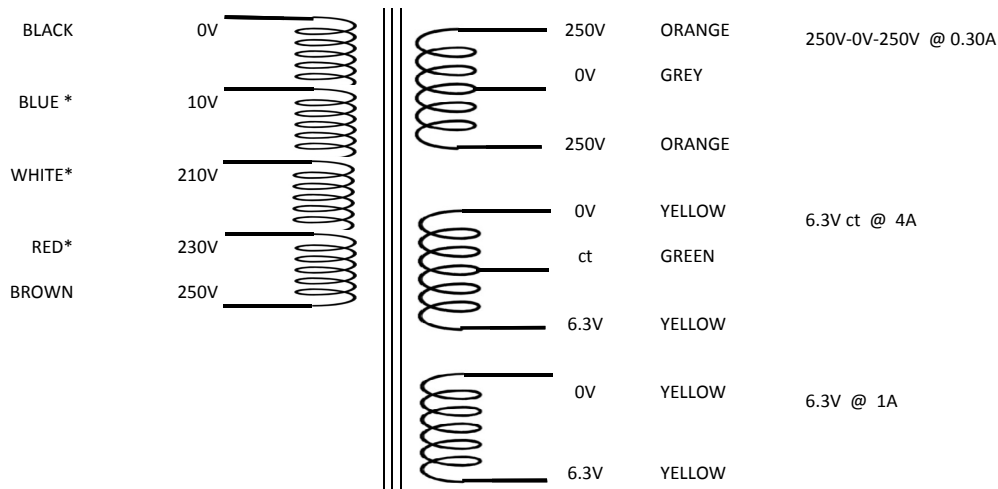 BLACK 0V 250V ORANGE 250V-0V-250V @ 0.30A
0V GREY
BLUE * 10V
250V ORANGE
WHITE* 210V
0V YELLOW 6.3V ct @ 4A
RED* 230V ct GREEN
BROWN 250V
6.3V YELLOW
0V YELLOW 6.3V @ 1A
6.3V YELLOW